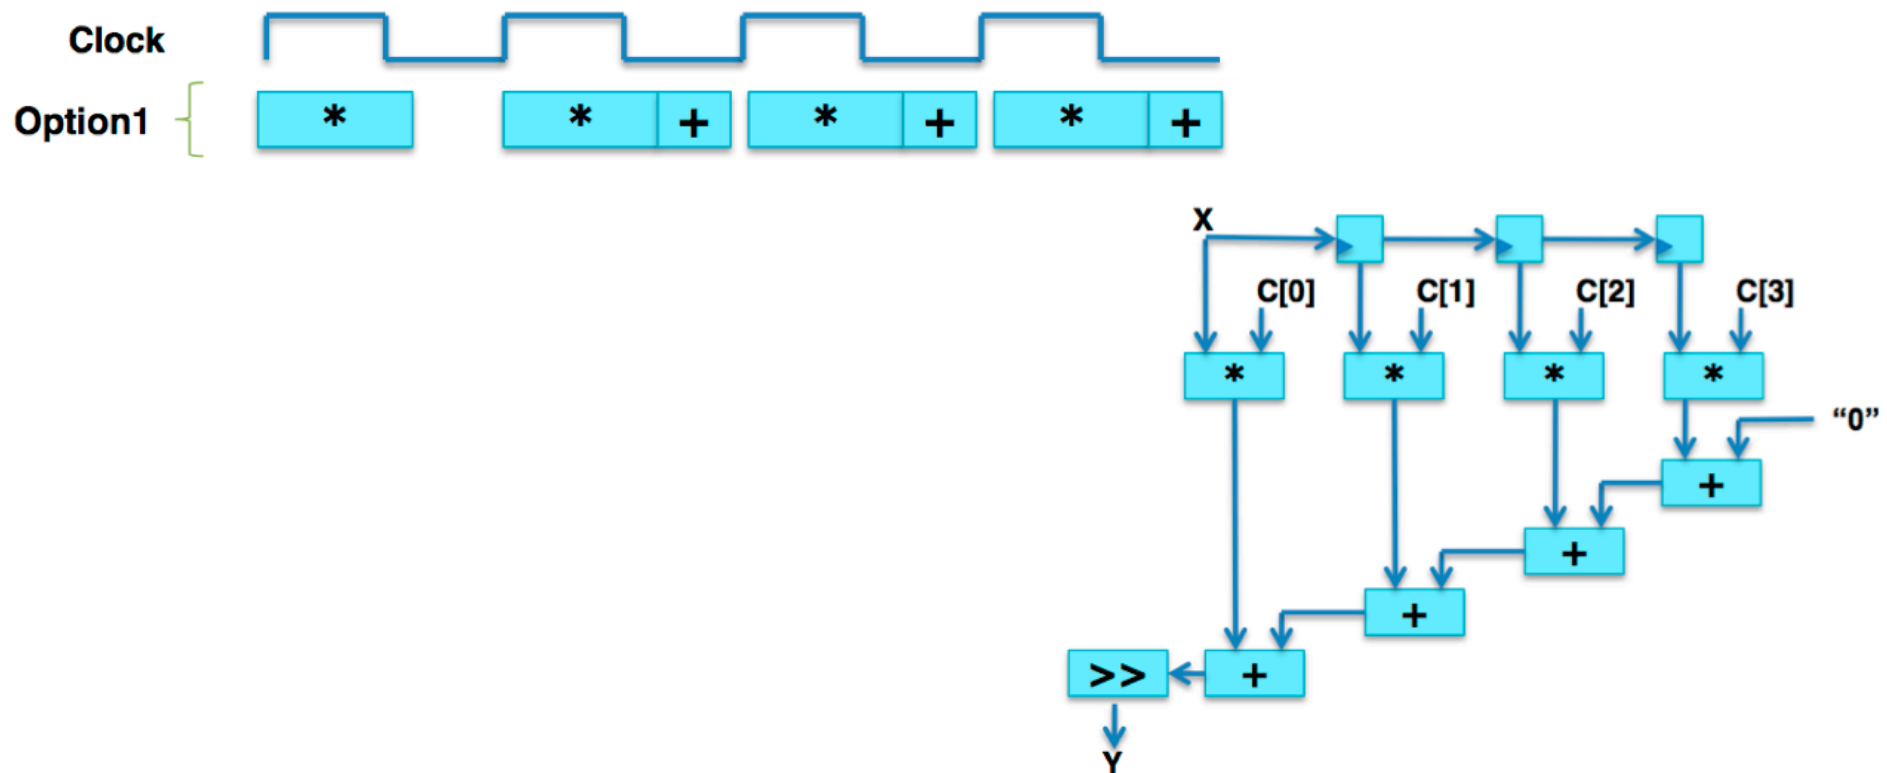 Clock
Option1
* * + * + * +
X
C[0] C[1] C[2] C[3]
* * * *
"0"
+
+
+
>> +
Y